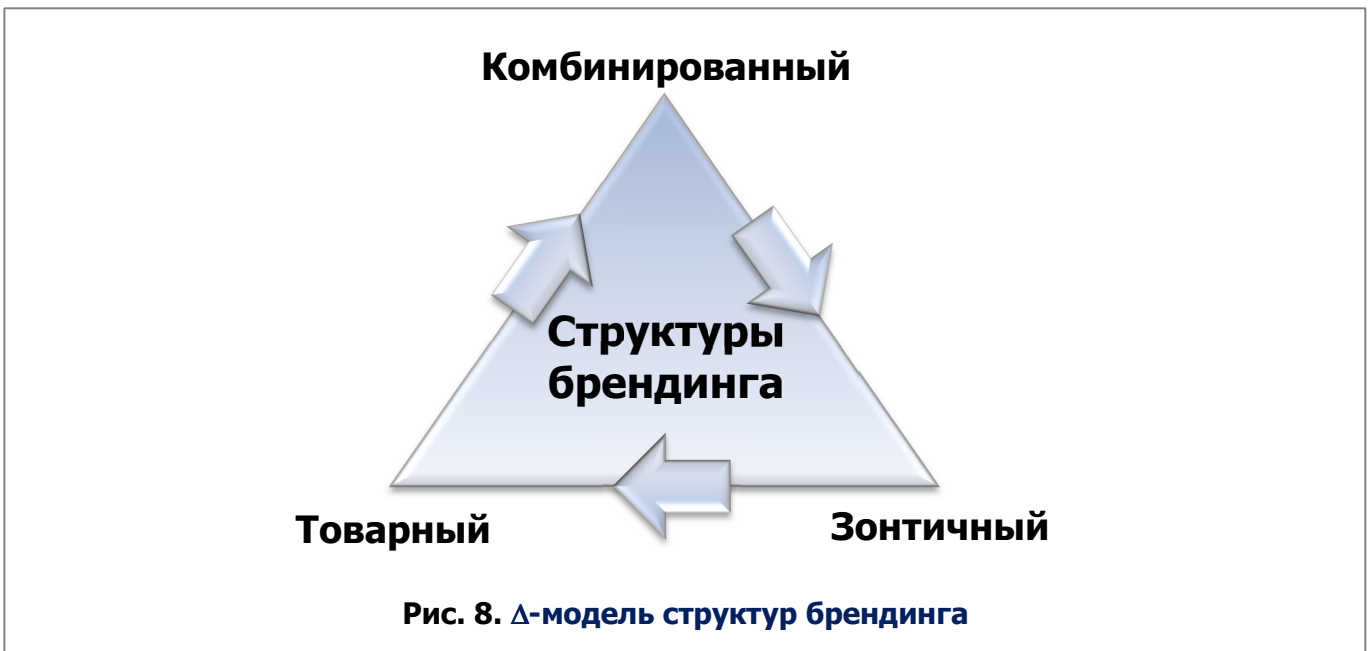 Комбинированный
Структуры
брендинга
Товарный
Зонтичный
Рис. 8. Δ-модель структур брендинга